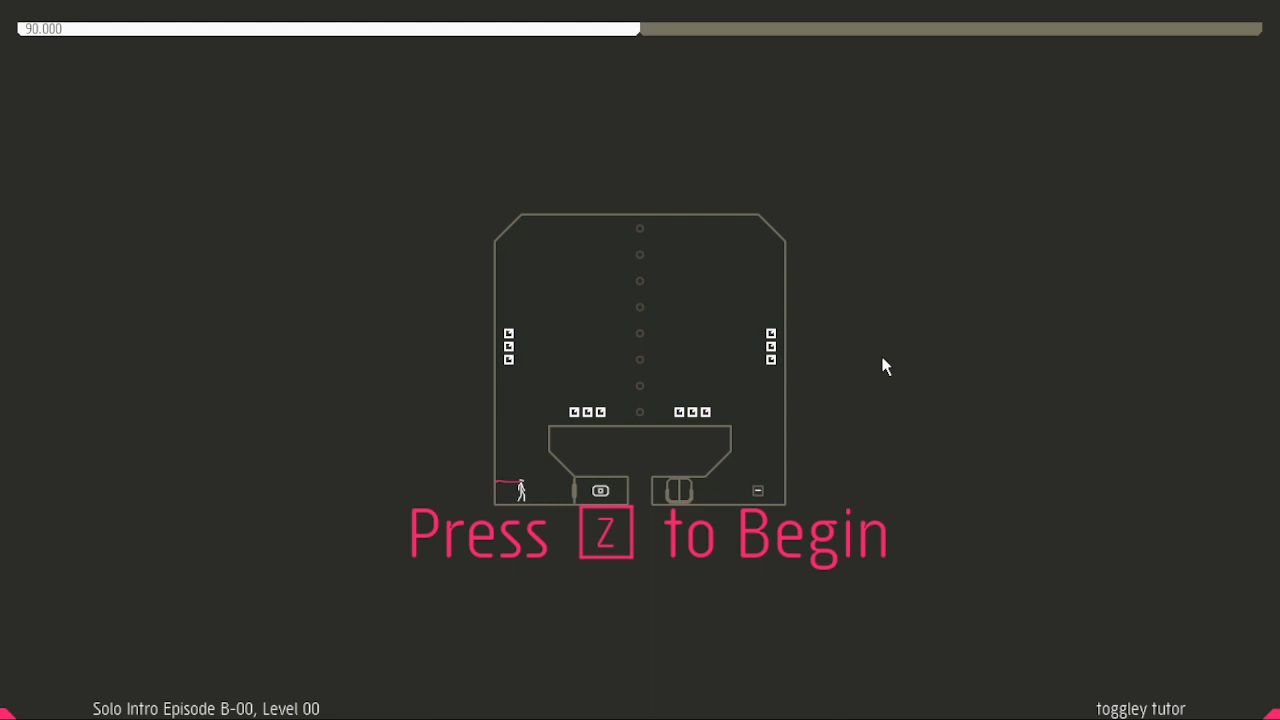 90.000
Press Z to Begin
Solo Intro Episode B-00, Level 00
toggley tutor